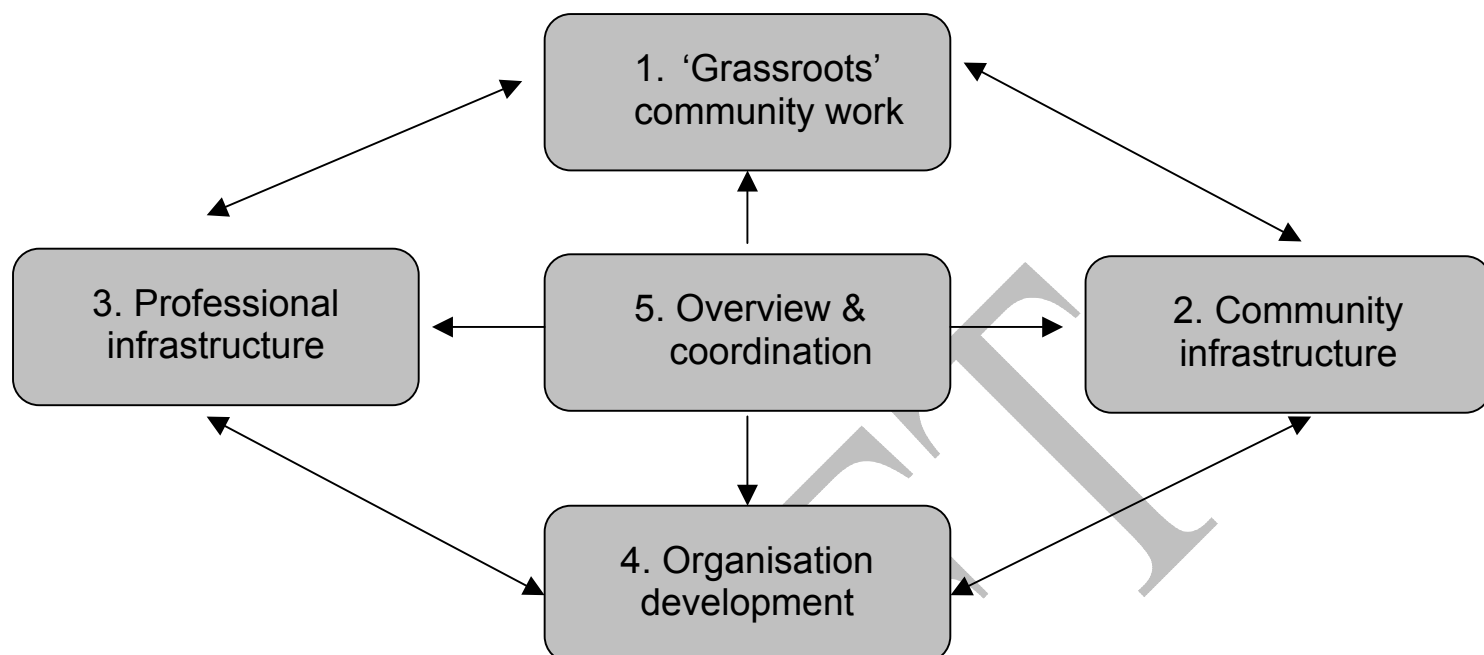 1. ‘Grassroots’
community work
3. Professional
infrastructure
5. Overview &
coordination
2. Community
infrastructure
4. Organisation
development